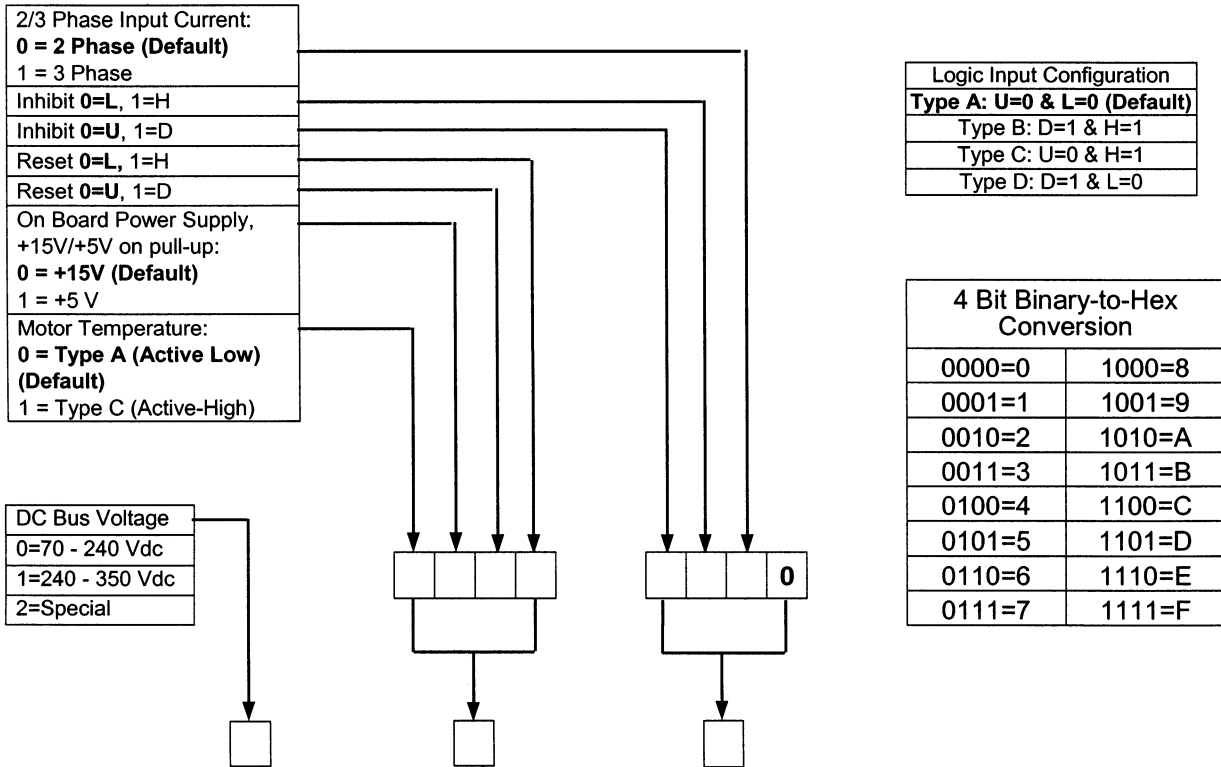 2/3 Phase Input Current:
0 = 2 Phase (Default)
1 = 3 Phase
Inhibit 0=L, 1=H
Inhibit 0=U, 1=D
Reset 0=L, 1=H
Reset 0=U, 1=D
On Board Power Supply,
+15V/+5V on pull-up:
0 = +15V (Default)
1 = +5 V
Motor Temperature:
0 = Type A (Active Low)
(Default)
1 = Type C (Active-High)
Logic Input Configuration
Type A: U=0 & L=0 (Default)
Type B: D=1 & H=1
Type C: U=0 & H=1
Type D: D=1 & L=0
4 Bit Binary-to-Hex
Conversion
0000=0 1000=8
0001=1 1001=9
0010=2 1010=A
0011=3 1011=B
0100=4 1100=C
0101=5 1101=D
0110=6 1110=E
0111=7 1111=F
DC Bus Voltage
0=70 - 240 Vdc
1=240 - 350 Vdc
2=Special
0